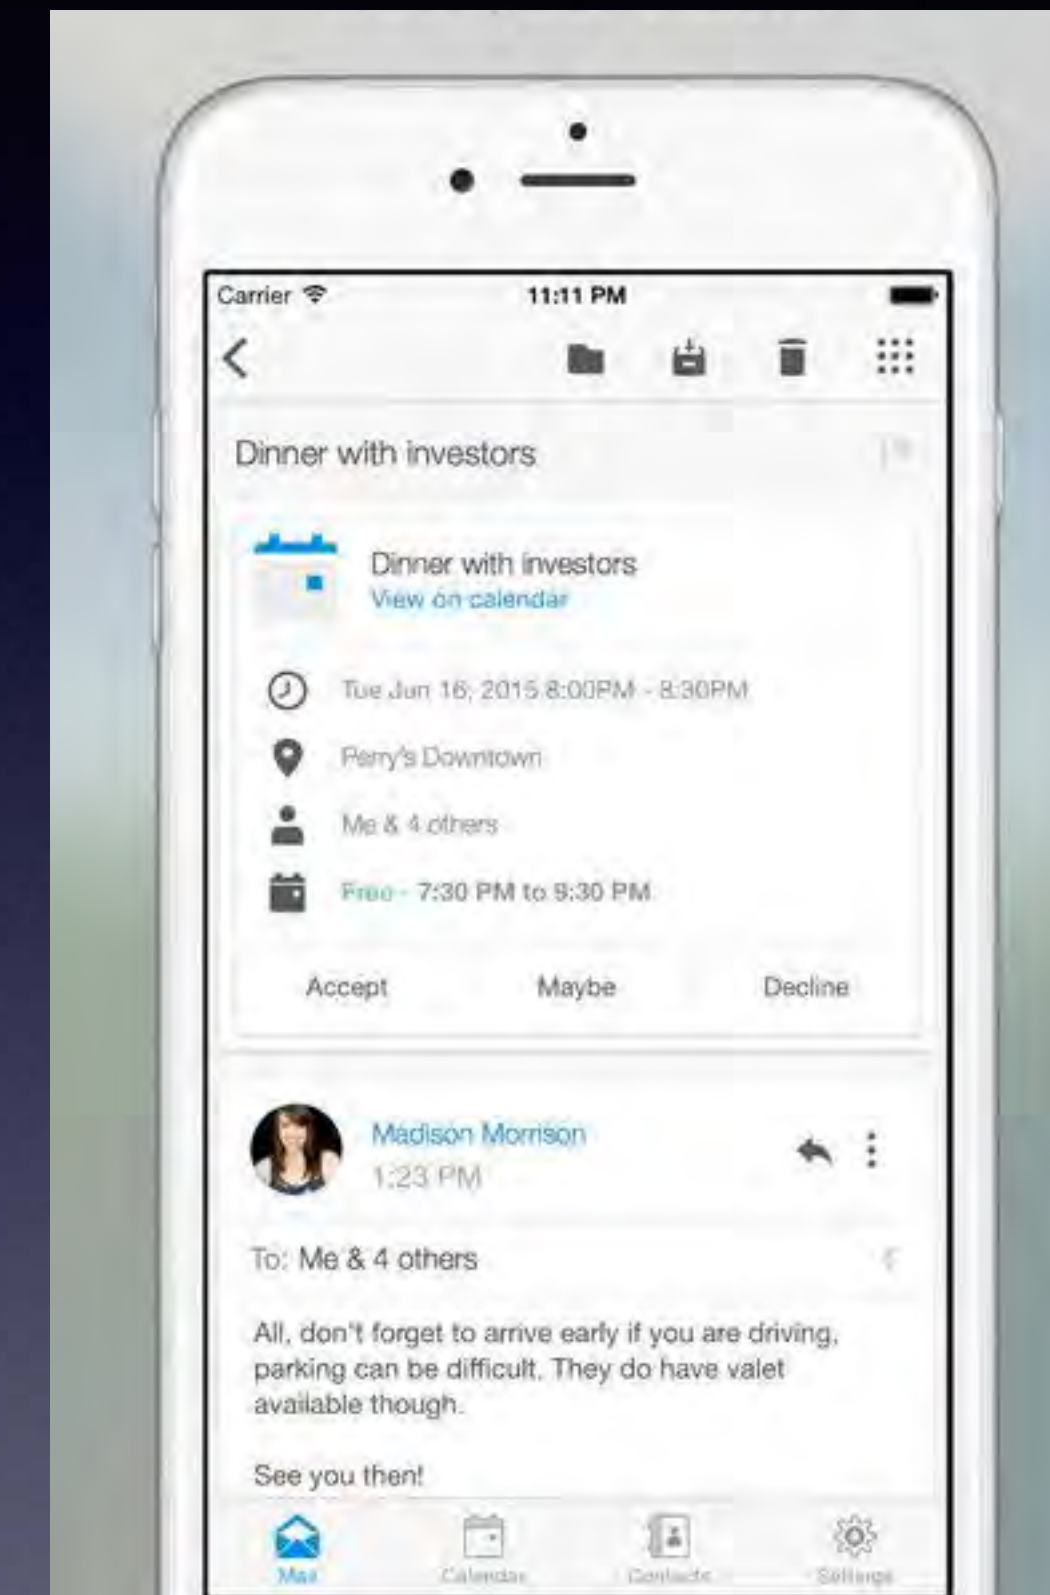 Carrier
11:11 PM
Dinner with investors
Dinner with investors
View on calendar
Tue Jun 16, 2015 8:00PM - 8:30PM
Perry's Downtown
Me & 4 others
Free - 7:30 PM to 9:30 PM
Accept Maybe Decline
Madison Morrison
1:23 PM
To: Me & 4 others
All, don't forget to arrive early if you are driving,
parking can be difficult. They do have valet
available though.
See you then!
Mail Calendar Contacts Settings